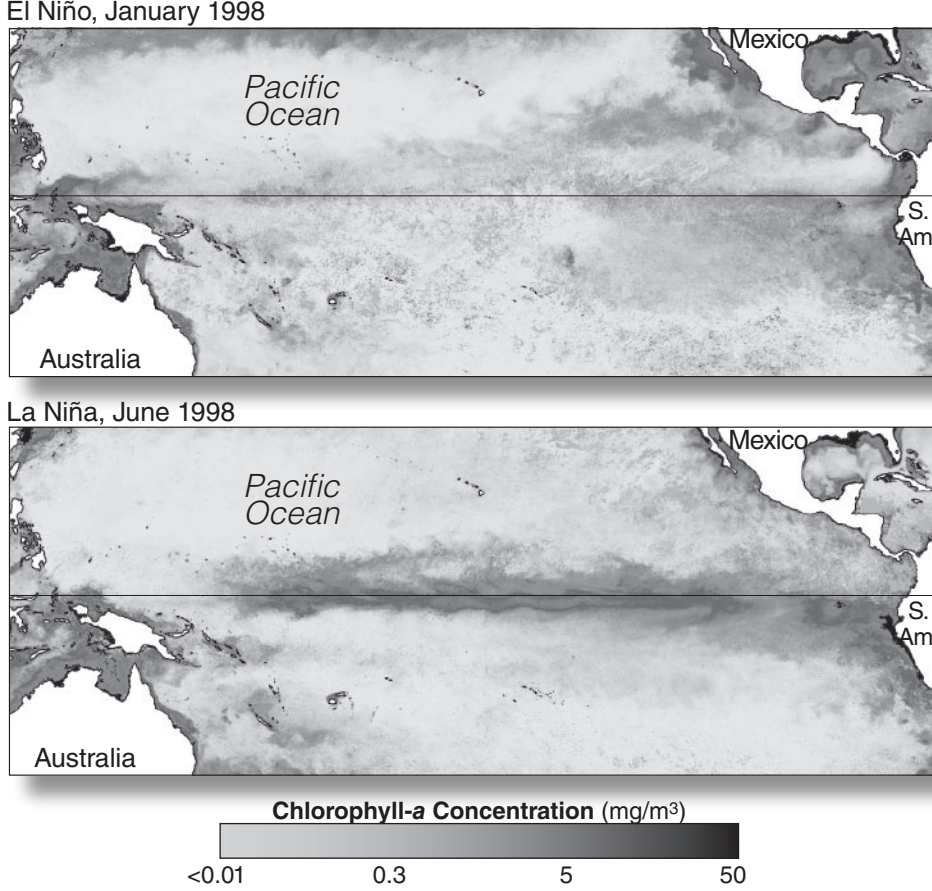 El Niño, January 1998
Mexico
Pacific
Ocean
S.
Am
Australia
La Niña, June 1998
Mexico
Pacific
Ocean
S.
Am
Australia
Chlorophyll-a Concentration (mg/m³)
<0.01 0.3 5 50